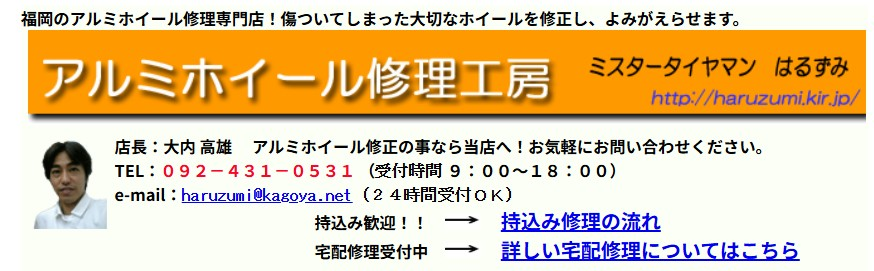 福岡のアルミホイール修理専門店！傷ついてしまった大切なホイールを修正し、よみがえらせます。
アルミホイール修理工房
ミスタータイヤマン　はるずみ
http://haruzumi.kir.jp/
店長：大内 高雄　アルミホイール修正の事なら当店へ！お気軽にお問い合わせください。
TEL：０９２－４３１－０５３１ （受付時間 ９：００～１８：００）
e-mail：haruzumi@kagoya.net（２４時間受付ＯＫ）
持込み歓迎！！ → 持込み修理の流れ
宅配修理受付中 → 詳しい宅配修理についてはこちら